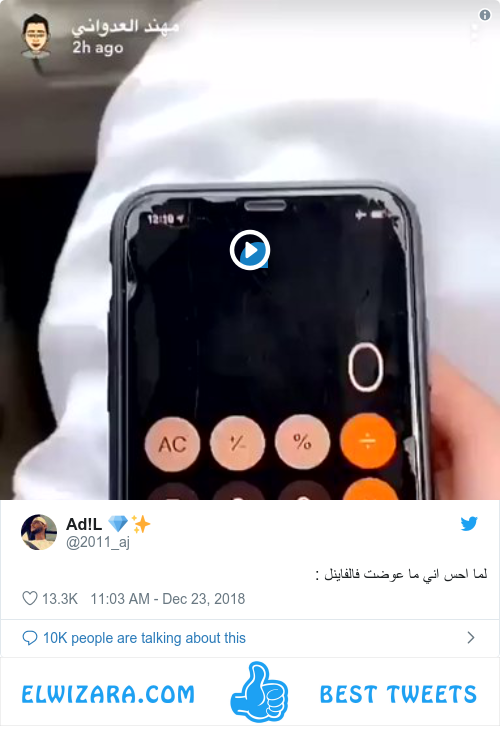 مهند العدواني
2h ago
12:10
0
AC
+/-
%
÷
Ad!L 💎✨
@2011_aj
لما احس اني ما عوضت فالفاينل :
13.3K 11:03 AM - Dec 23, 2018
10K people are talking about this
ELWIZARA.COM BEST TWEETS